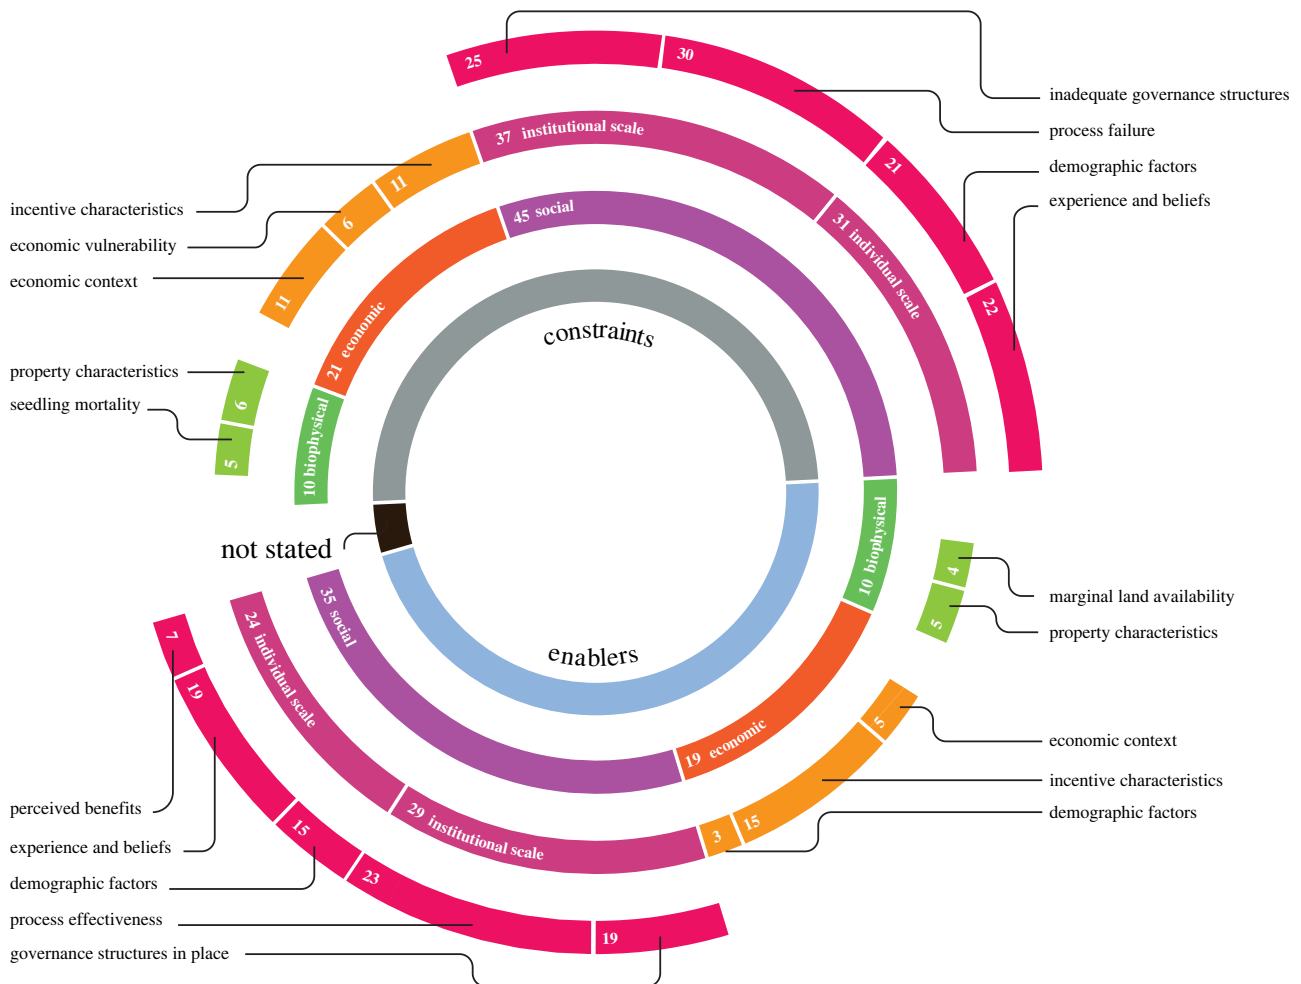 25
30
inadequate governance structures
process failure
37 institutional scale
21
demographic factors
11
incentive characteristics
experience and beliefs
6
45 social
31 individual scale
economic vulnerability
economic context
11
22
21 economic
constraints
property characteristics
6
seedling mortality
10 biophysical
5
not stated
10 biophysical
4
marginal land availability
5
property characteristics
35 social
24 individual scale
7
enablers
19
5
economic context
19 economic
incentive characteristics
15
3
demographic factors
perceived benefits
29 institutional scale
15
experience and beliefs
23
demographic factors
process effectiveness
19
governance structures in place